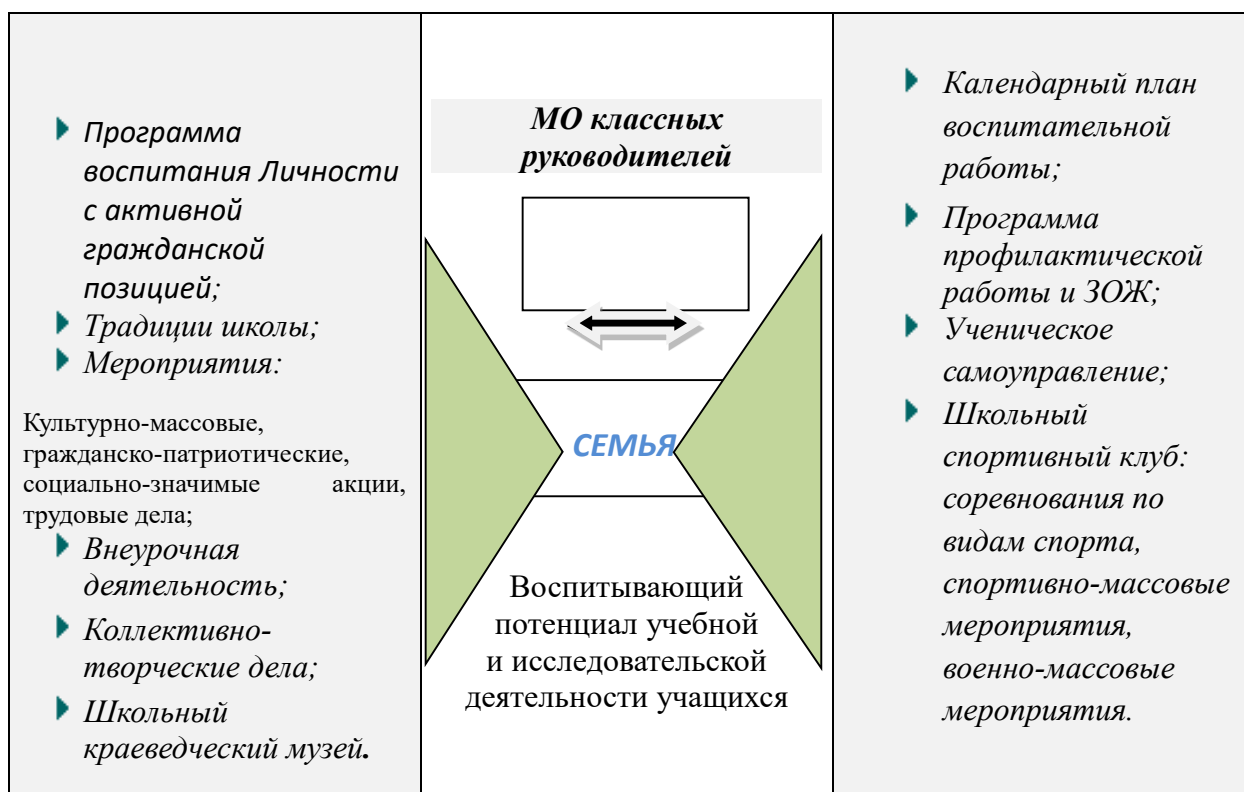 Программа
воспитания Личности
с активной
гражданской
позицией;
Традиции школы;
Мероприятия:
Культурно-массовые,
гражданско-патриотические,
социально-значимые акции,
трудовые дела;
Внеурочная
деятельность;
Коллективно-
творческие дела;
Школьный
краеведческий музей.
МО классных
руководителей
СЕМЬЯ
Воспитывающий
потенциал учебной
и исследовательской
деятельности учащихся
Календарный план
воспитательной
работы;
Программа
профилактической
работы и ЗОЖ;
Ученическое
самоуправление;
Школьный
спортивный клуб:
соревнования по
видам спорта,
спортивно-массовые
мероприятия,
военно-массовые
мероприятия.